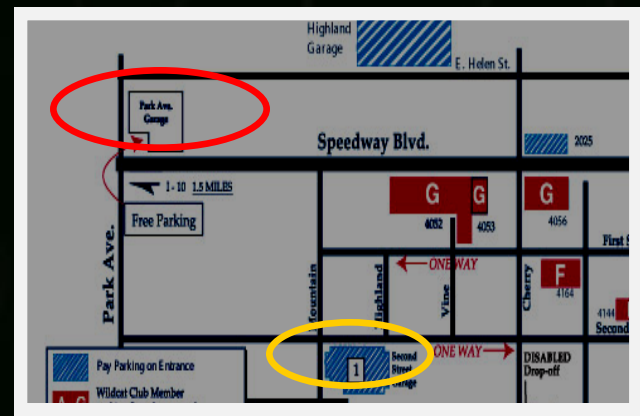 Highland
Garage
E. Helen St.
Park Ave.
Garage
Speedway Blvd.
2025
I - 10 1.5 MILES
Free Parking
G
G
G
4052
4053
4056
First S
Park Ave.
Mountain
Highland
Vine
Cherry
ONE WAY
F
4164
4144
Second
ONE WAY
Second
Street
Garage
1
DISABLED
Drop-off
Pay Parking on Entrance
Wildcat Club Member